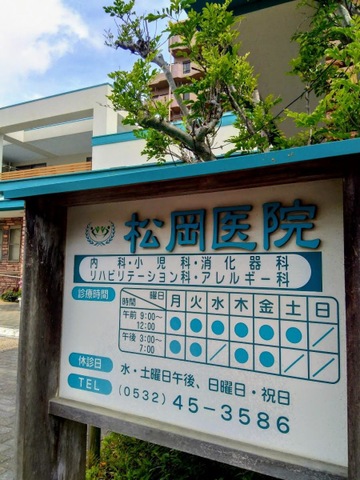 松岡医院
内科・小児科・消化器科
リハビリテーション科・アレルギー科
診療時間
時間 曜日 月 火 水 木 金 土 日
午前 9:00~12:00 ● ● ● ● ● ● ／
午後 3:00~7:00 ● ● ／ ● ● ／ ／
休診日 水・土曜日午後、日曜日・祝日
TEL (0532) 45-3586